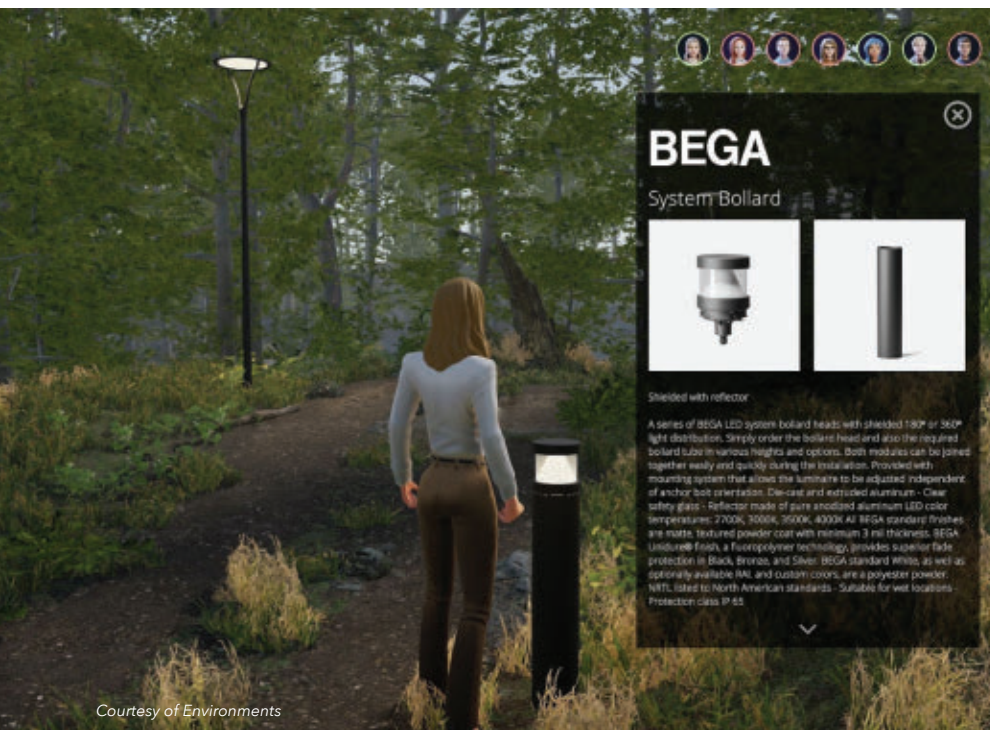 BEGA
System Bollard
Shielded with reflector
A series of BEGA LED system bollard heads with shielded 180° or 360°
light distribution. Simply order the bollard head and also the required
bollard tube in various heights and options. Both modules can be joined
together easily and quickly during the installation. Provided with
mounting system that allows the luminaire to be adjusted independent
of anchor bolt orientation. Die-cast and extruded aluminum - Clear
safety glass - Reflector made of pure anodized aluminum LED color
temperatures: 2700K, 3000K, 3500K, 4000K All BEGA standard finishes
are matte, textured powder coat with minimum 3 mil thickness. BEGA
Unidure® finish, a fluoropolymer technology, provides superior fade
protection in Black, Bronze, and Silver. BEGA standard White, as well as
optionally available RAL and custom colors, are a polyester powder.
NRTL listed to North American standards - Suitable for wet locations -
Protection class IP 65
Courtesy of Environments